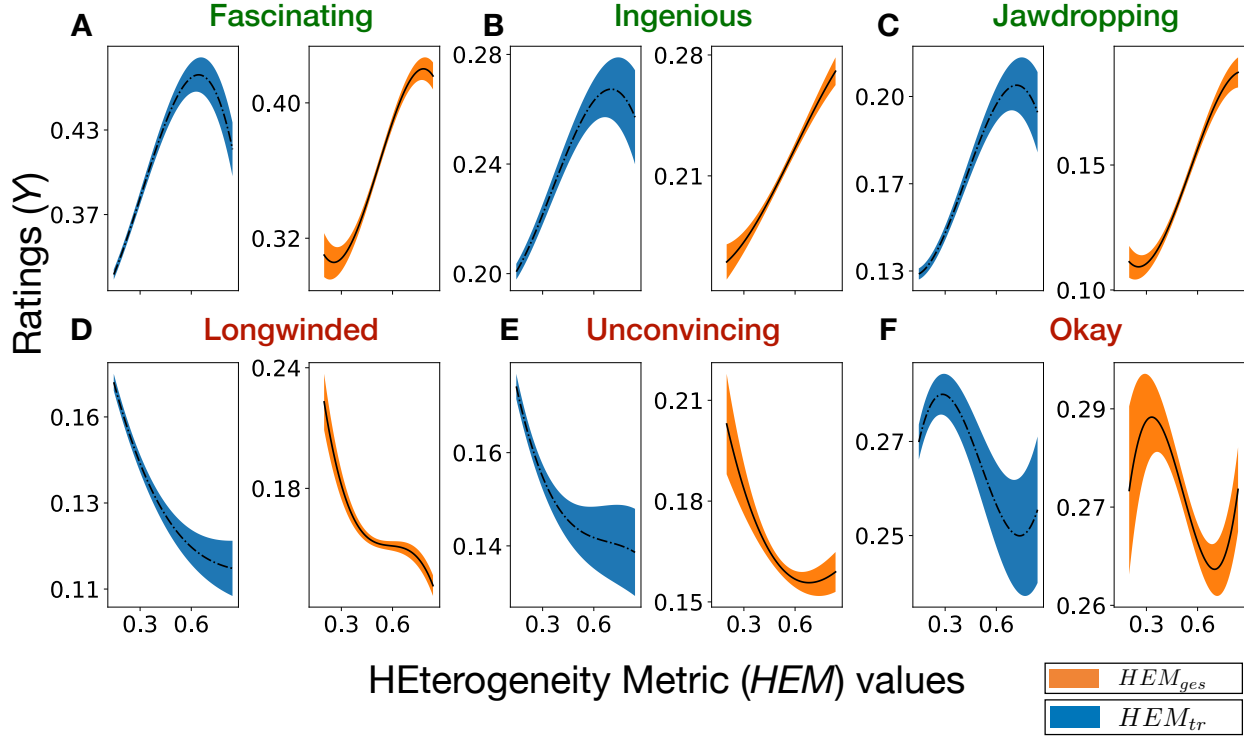 A Fascinating
B Ingenious
C Jawdropping
0.43
0.37
0.40
0.32
0.28
0.26
0.24
0.22
0.20
0.28
0.21
0.20
0.17
0.13
0.15
0.10
Ratings (Y)
D Longwinded
E Unconvincing
F Okay
0.16
0.13
0.11
0.24
0.18
0.16
0.14
0.21
0.18
0.15
0.27
0.25
0.29
0.27
0.26
0.3 0.6 0.3 0.6 0.3 0.6 0.3 0.6 0.3 0.6 0.3 0.6
HEterogeneity Metric (HEM) values
HEM_ges
HEM_tr